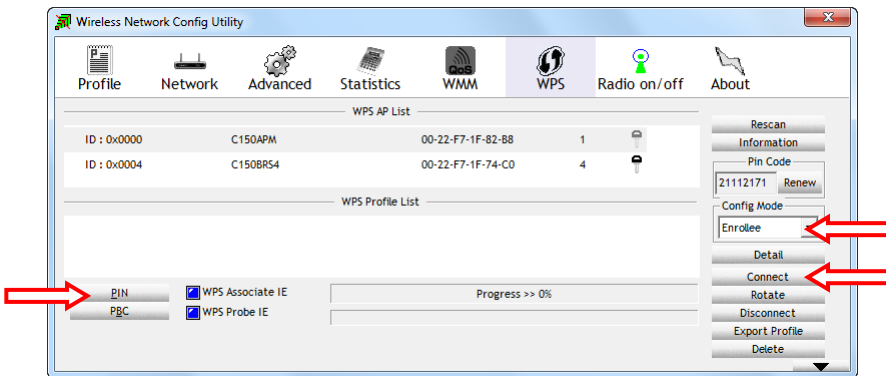 Wireless Network Config Utility
x
Profile Network Advanced Statistics WMM WPS Radio on/off About
QoS
WPS AP List
ID : 0x0000 C150APM 00-22-F7-1F-82-B8 1
ID : 0x0004 C150BRS4 00-22-F7-1F-74-C0 4
WPS Profile List
Rescan
Information
Pin Code
21112171 Renew
Config Mode
Enrollee
Detail
Connect
Rotate
Disconnect
Export Profile
Delete
PIN WPS Associate IE Progress >> 0%
PBC WPS Probe IE